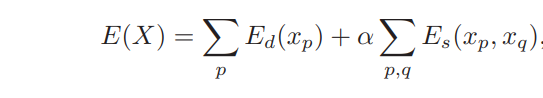 E(X) = ∑_p E_d(x_p) + α ∑_{p,q} E_s(x_p, x_q),